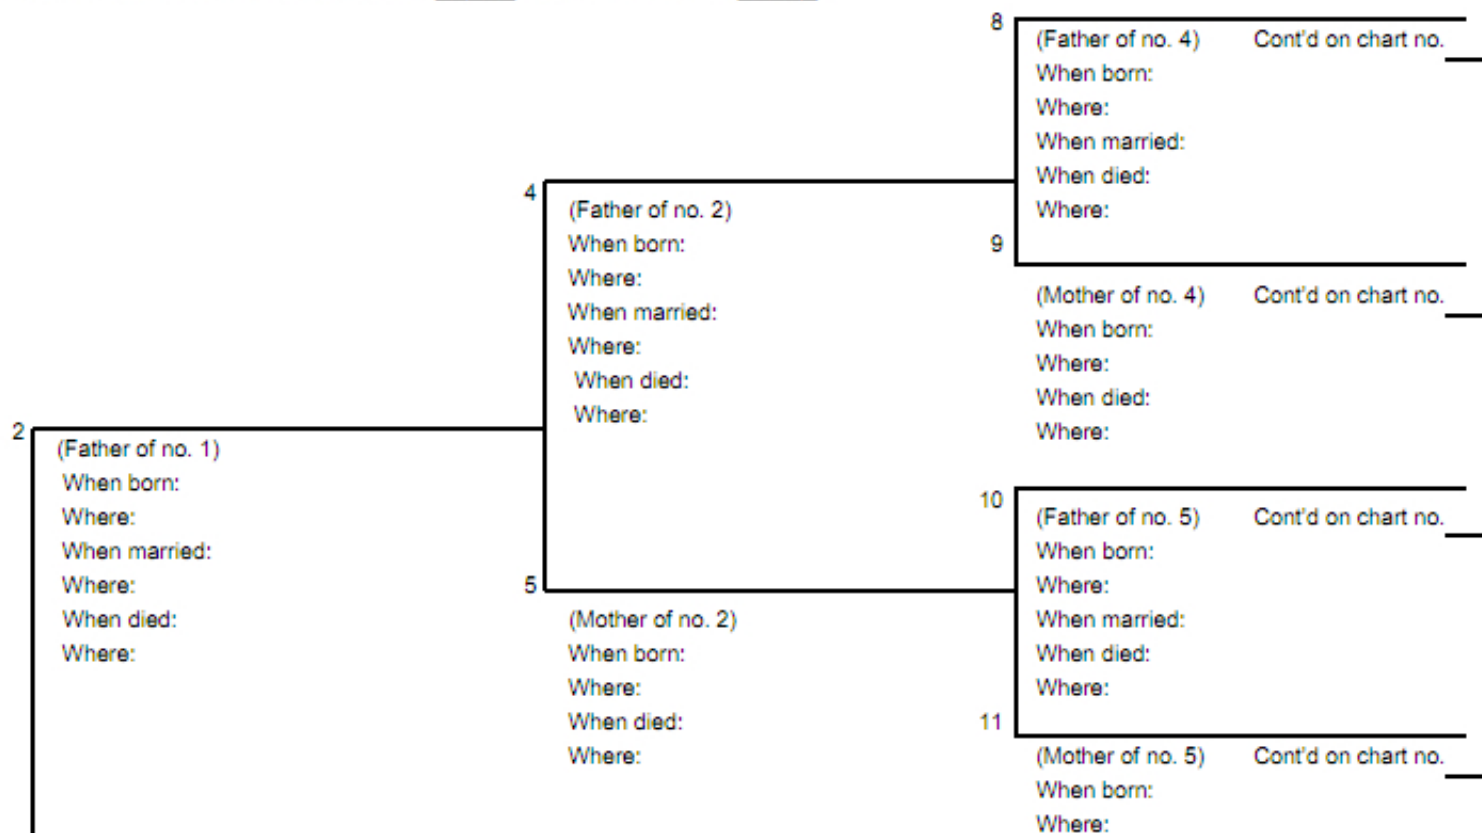 8
(Father of no. 4) Cont'd on chart no.
When born:
Where:
When married:
When died:
Where:
9
(Mother of no. 4) Cont'd on chart no.
When born:
Where:
When died:
Where:
4
(Father of no. 2)
When born:
Where:
When married:
Where:
When died:
Where:
2
(Father of no. 1)
When born:
Where:
When married:
Where:
When died:
Where:
5
(Mother of no. 2)
When born:
Where:
When died:
Where:
10
(Father of no. 5) Cont'd on chart no.
When born:
Where:
When married:
When died:
Where:
11
(Mother of no. 5) Cont'd on chart no.
When born:
Where: